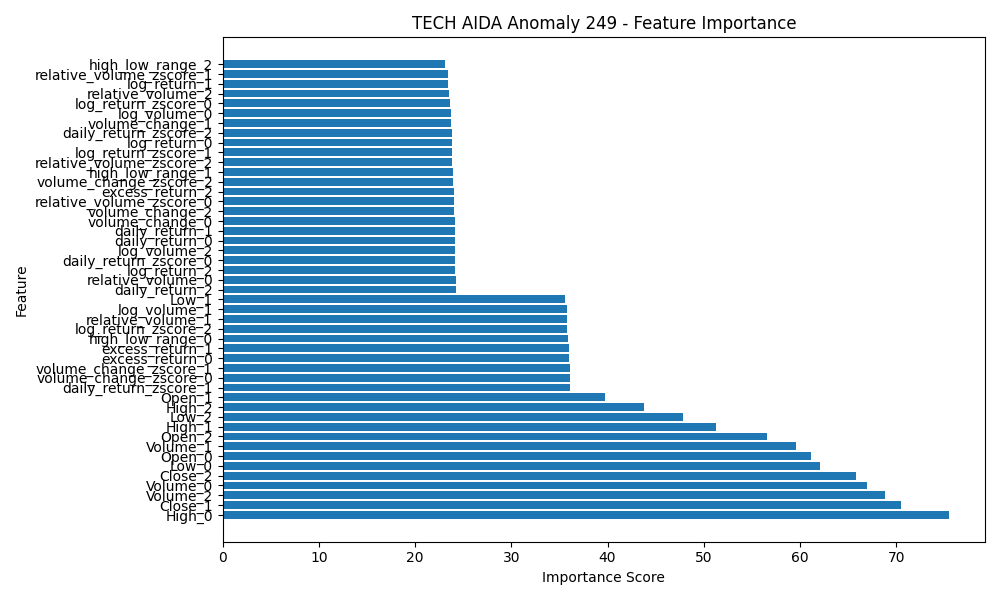 TECH AIDA Anomaly 249 - Feature Importance
high_low_range_2
relative_volume_zscore_1
log_return_1
relative_volume_2
log_return_zscore_0
log_volume_0
volume_change_1
daily_return_zscore_2
log_return_0
log_return_zscore_1
relative_volume_zscore_2
high_low_range_1
volume_change_zscore_2
excess_return_2
relative_volume_zscore_0
volume_change_2
volume_change_0
daily_return_1
daily_return_0
log_volume_2
daily_return_zscore_0
log_return_2
relative_volume_0
daily_return_2
Low_1
log_volume_1
relative_volume_1
log_return_zscore_2
high_low_range_0
excess_return_1
excess_return_0
volume_change_zscore_1
volume_change_zscore_0
daily_return_zscore_1
Open_1
High_2
Low_2
High_1
Open_2
Volume_1
Open_0
Low_0
Close_2
Volume_0
Volume_2
Close_1
High_0
Feature
0 10 20 30 40 50 60 70
Importance Score